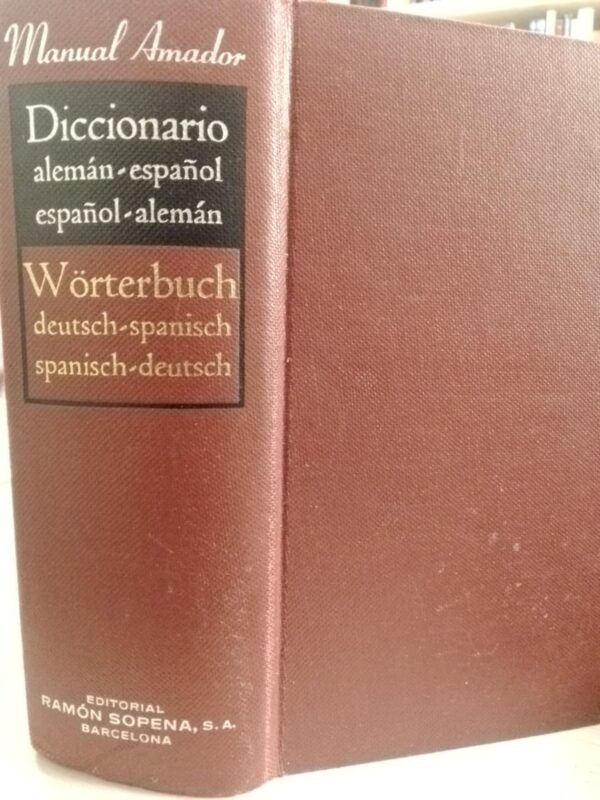 Manual Amador
Diccionario
alemán-español
español-alemán
Wörterbuch
deutsch-spanisch
spanisch-deutsch
EDITORIAL
RAMÓN SOPENA, S. A.
BARCELONA